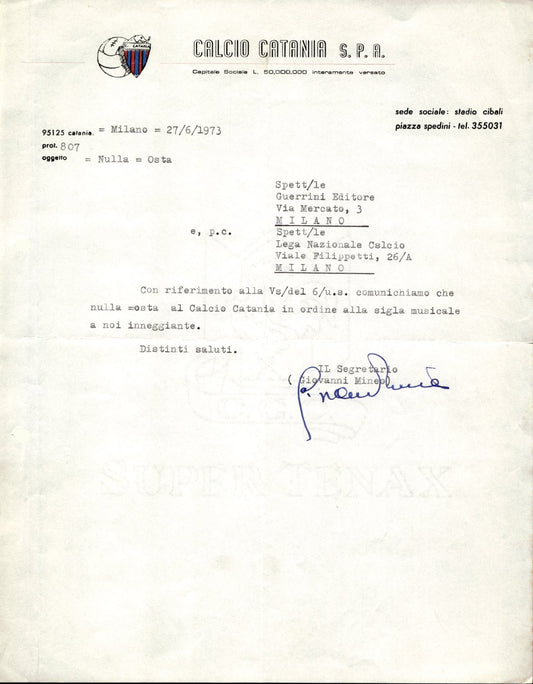 CALCIO CATANIA S.P.A.
C. CATANIA
Capitale Sociale L. 50,000,000 interamente versato
sede sociale: stadio cibali
piazza spedini - tel. 355031
95125 catania. = Milano = 27/6/1973
prot. 807
oggetto = Nulla = Osta
Spett/le
Guerrini Editore
Via Mercato, 3
MILANO
e, p.c. Spett/le
Lega Nazionale Calcio
Viale Filippetti, 26/A
MILANO
Con riferimento alla Vs/del 6/u.s. comunichiamo che
nulla =osta al Calcio Catania in ordine alla sigla musicale
a noi inneggiante.
Distinti saluti.
IL Segretario
(Giovanni Mineo)
SUPER TENAX